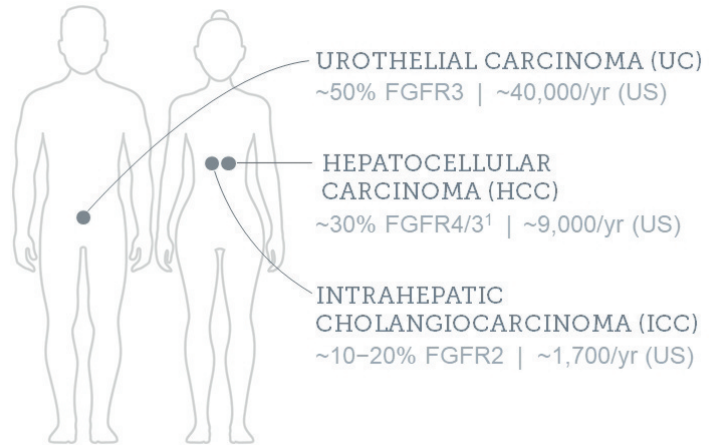 UROTHELIAL CARCINOMA (UC)
~50% FGFR3 | ~40,000/yr (US)
HEPATOCELLULAR
CARCINOMA (HCC)
~30% FGFR4/3¹ | ~9,000/yr (US)
INTRAHEPATIC
CHOLANGIOCARCINOMA (ICC)
~10–20% FGFR2 | ~1,700/yr (US)